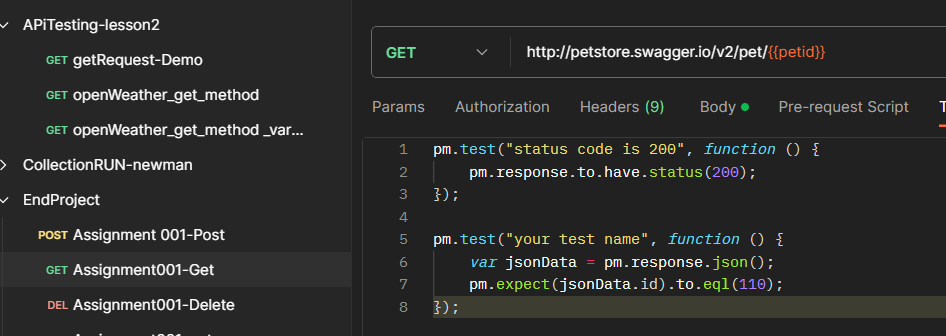 APiTesting-lesson2
GET getRequest-Demo
GET openWeather_get_method
GET openWeather_get_method _var...
CollectionRUN-newman
EndProject
POST Assignment 001-Post
GET Assignment001-Get
DEL Assignment001-Delete
GET http://petstore.swagger.io/v2/pet/{{petid}}
Params Authorization Headers (9) Body Pre-request Script
1 pm.test("status code is 200", function () {
2 pm.response.to.have.status(200);
3 });
4
5 pm.test("your test name", function () {
6 var jsonData = pm.response.json();
7 pm.expect(jsonData.id).to.eql(110);
8 });